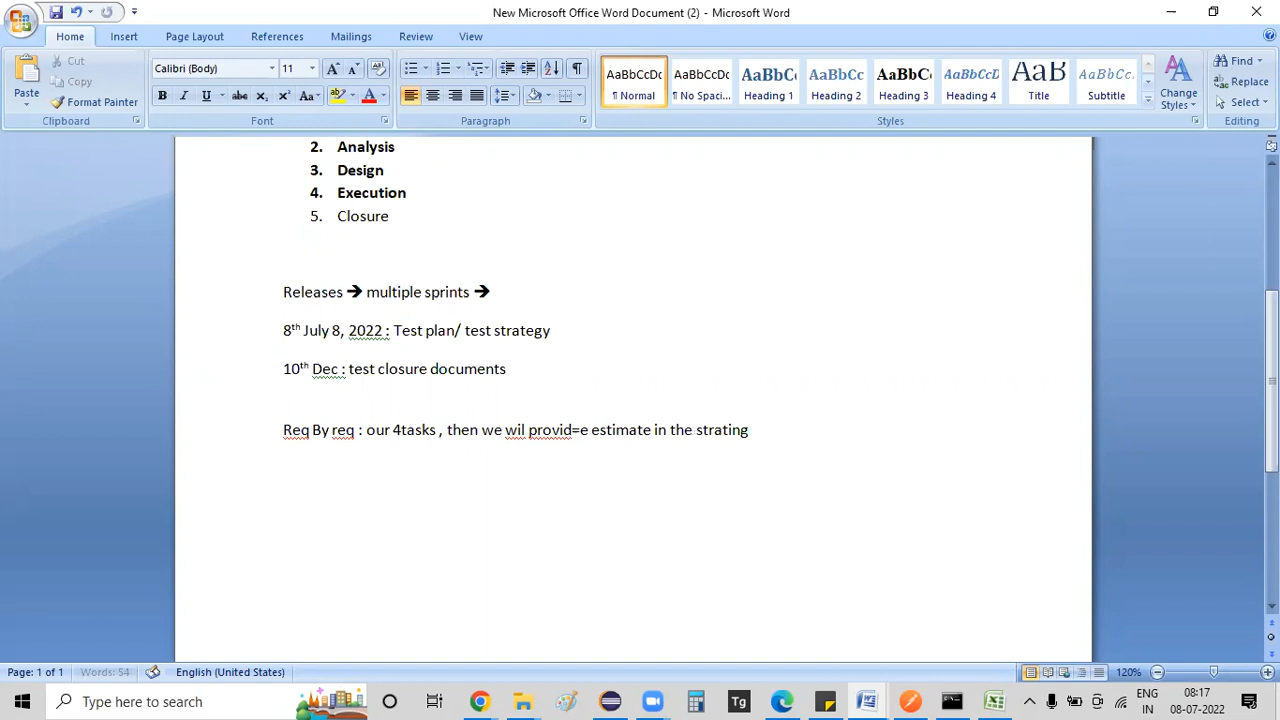 New Microsoft Office Word Document (2) - Microsoft Word
Home Insert Page Layout References Mailings Review View
Paste
Cut
Copy
Format Painter
Clipboard
Calibri (Body) 11
Font
Paragraph
AaBbCcDc AaBbCcDc AaBbC AaBbCc AaBbC AaBbCcD AaB AaBbCc
¶ Normal ¶ No Spaci... Heading 1 Heading 2 Heading 3 Heading 4 Title Subtitle
Change Styles
Styles
Find
Replace
Select
Editing
2. Analysis
3. Design
4. Execution
5. Closure
Releases ➔ multiple sprints ➔
8th July 8, 2022 : Test plan/ test strategy
10th Dec : test closure documents
Req By req : our 4tasks , then we wil provid=e estimate in the strating
Page: 1 of 1 Words: 54 English (United States) 120%
Type here to search
Tg
ENG
IN
08:17
08-07-2022